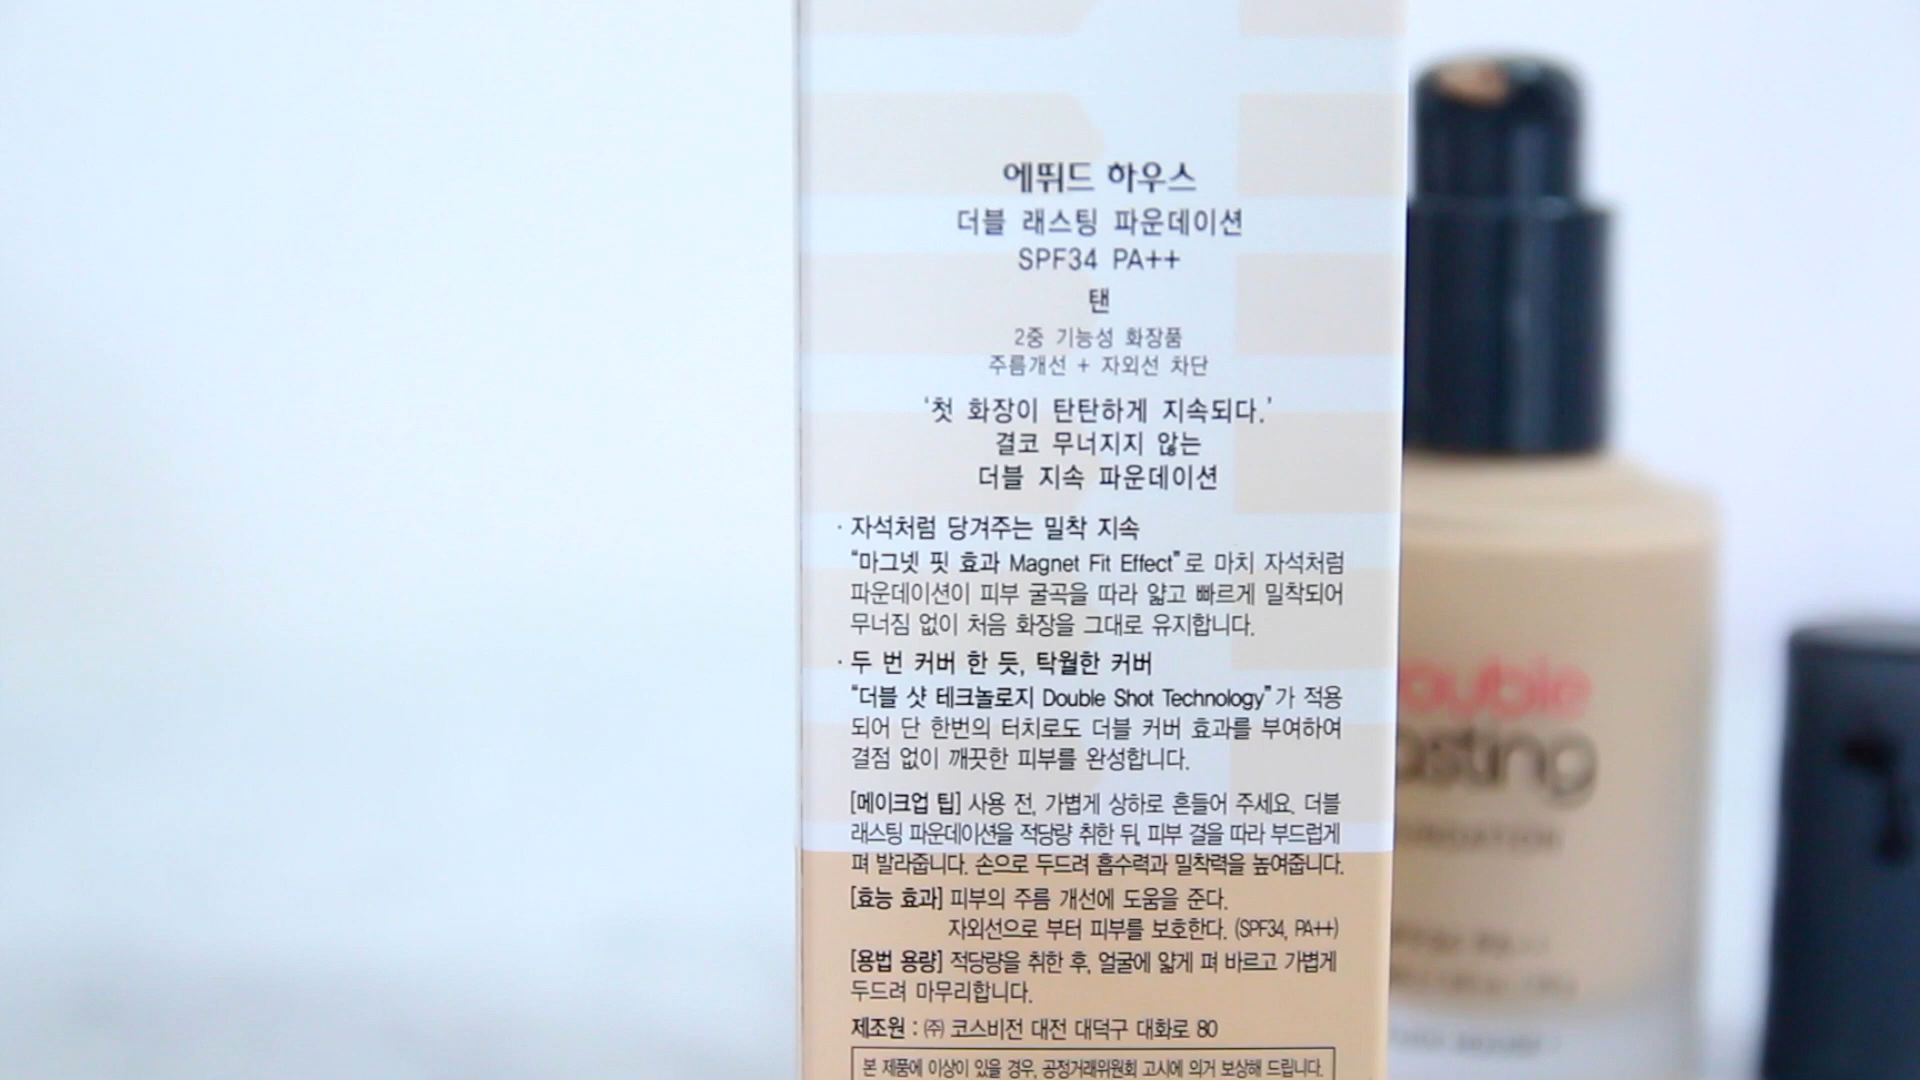 에뛰드 하우스
더블 래스팅 파운데이션
SPF34 PA++
탠
2중 기능성 화장품
주름개선 + 자외선 차단
‘첫 화장이 탄탄하게 지속되다.’
결코 무너지지 않는
더블 지속 파운데이션
· 자석처럼 당겨주는 밀착 지속
“마그넷 핏 효과 Magnet Fit Effect”로 마치 자석처럼
파운데이션이 피부 굴곡을 따라 얇고 빠르게 밀착되어
무너짐 없이 처음 화장을 그대로 유지합니다.
· 두 번 커버 한 듯, 탁월한 커버
“더블 샷 테크놀로지 Double Shot Technology”가 적용
되어 단 한번의 터치로도 더블 커버 효과를 부여하여
결점 없이 깨끗한 피부를 완성합니다.
[메이크업 팁] 사용 전, 가볍게 상하로 흔들어 주세요. 더블
래스팅 파운데이션을 적당량 취한 뒤, 피부 결을 따라 부드럽게
펴 발라줍니다. 손으로 두드려 흡수력과 밀착력을 높여줍니다.
[효능 효과] 피부의 주름 개선에 도움을 준다.
자외선으로 부터 피부를 보호한다. (SPF34, PA++)
[용법 용량] 적당량을 취한 후, 얼굴에 얇게 펴 바르고 가볍게
두드려 마무리합니다.
제조원 : ㈜ 코스비전 대전 대덕구 대화로 80
본 제품에 이상이 있을 경우, 공정거래위원회 고시에 의거 보상해 드립니다.
ouble
asting